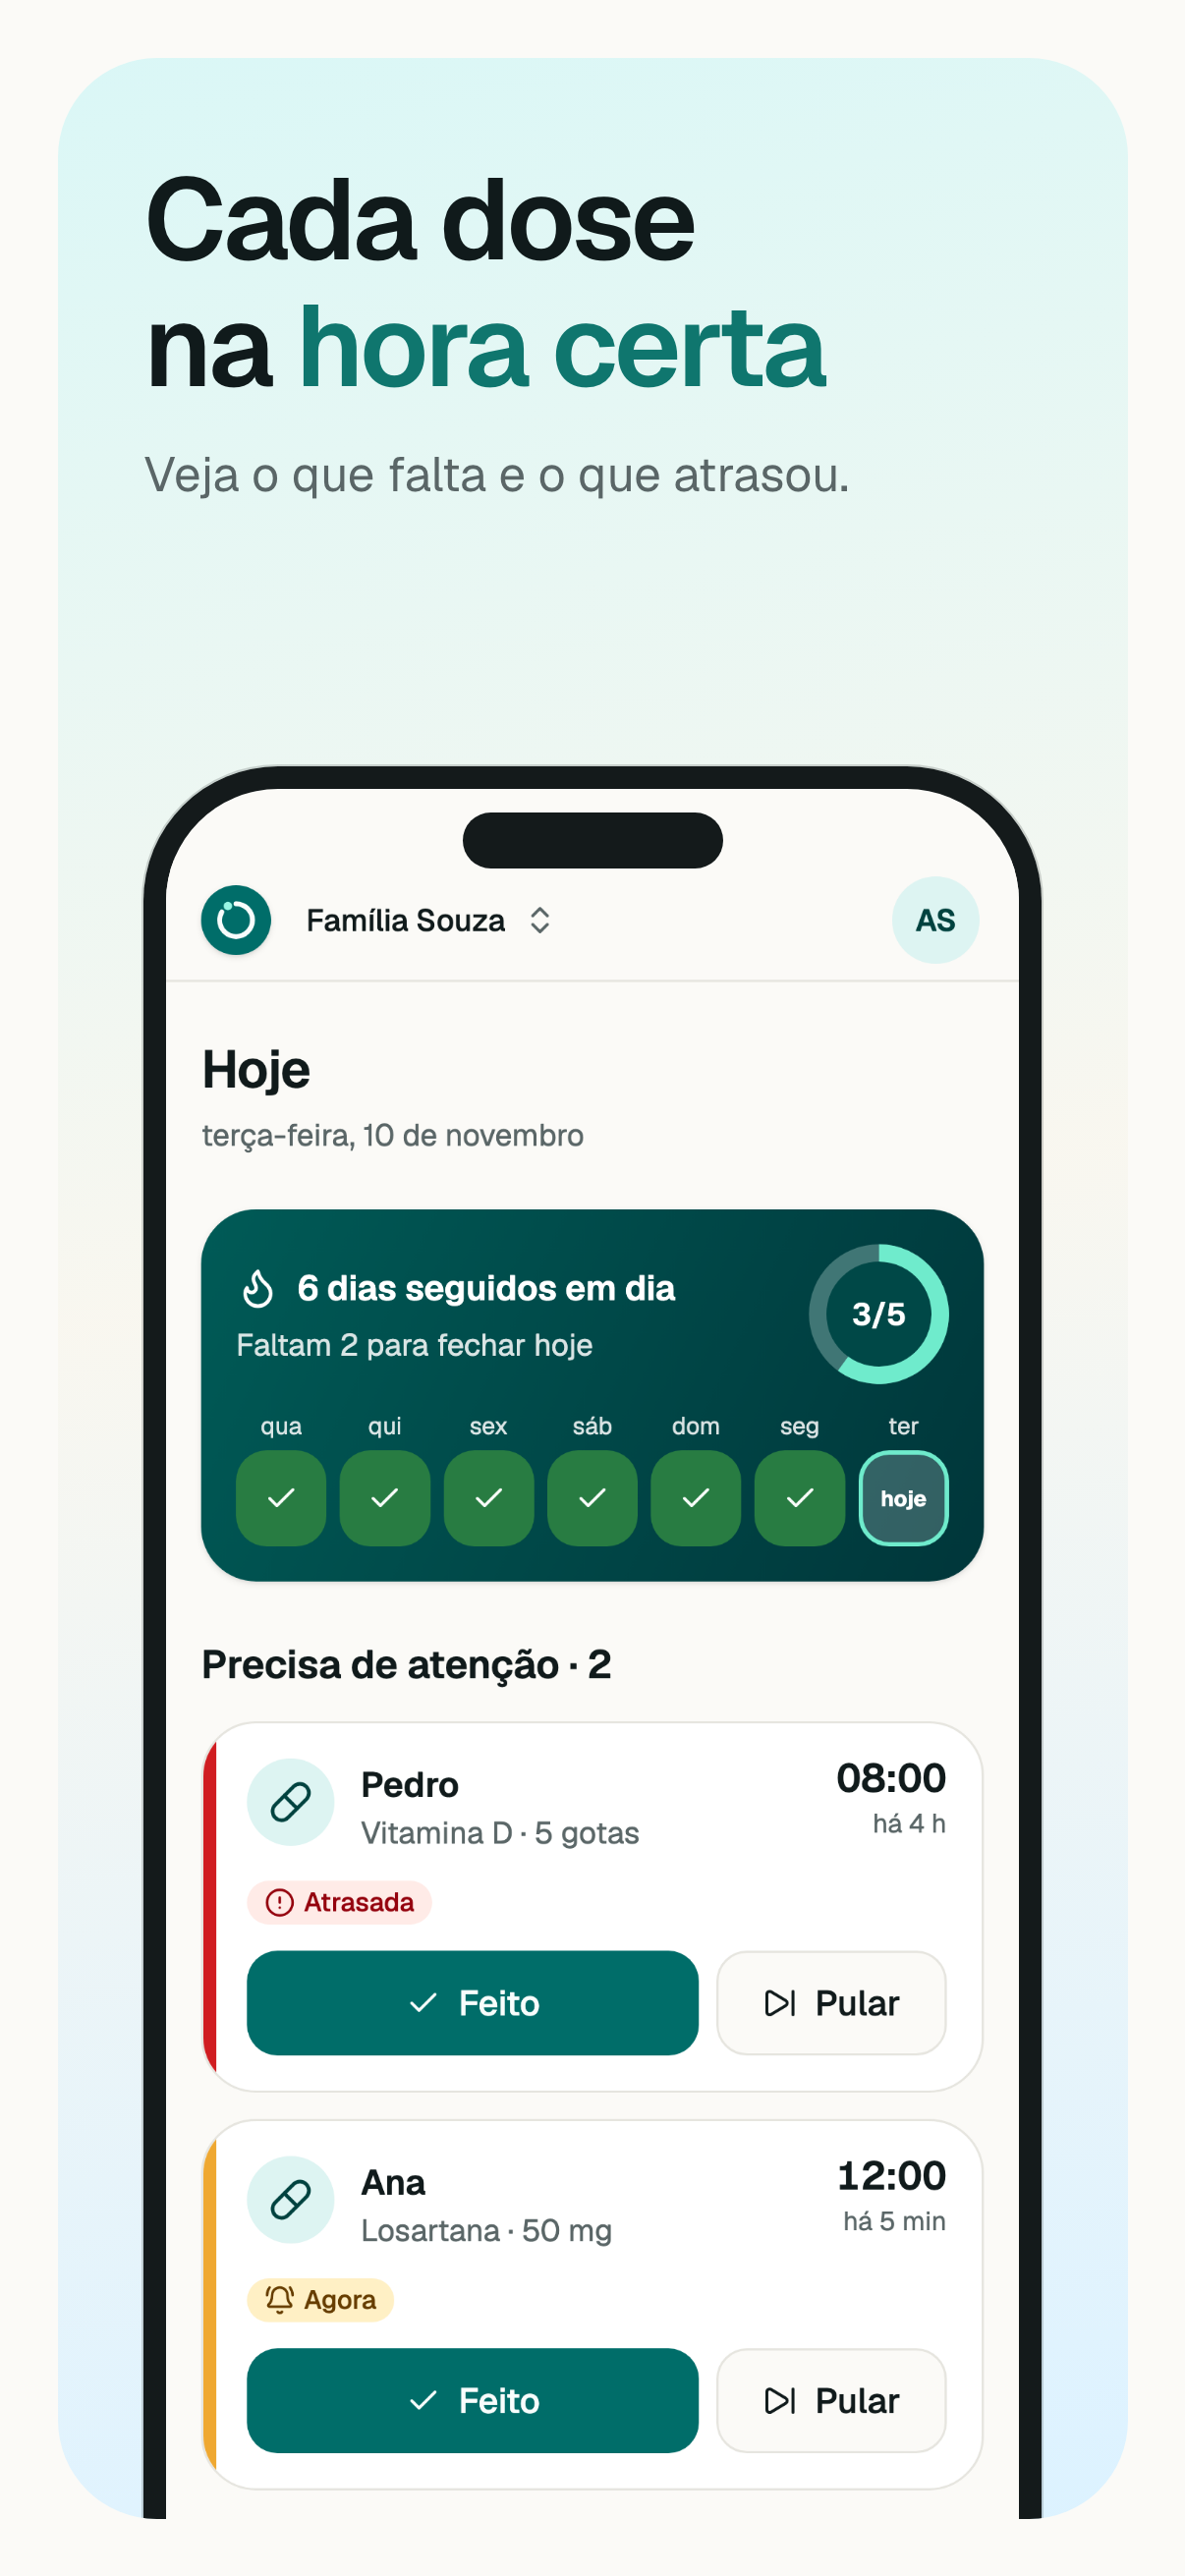 Cada dose
na hora certa
Veja o que falta e o que atrasou.
Família Souza
AS
Hoje
terça-feira, 10 de novembro
6 dias seguidos em dia
Faltam 2 para fechar hoje
3/5
qua qui sex sáb dom seg ter
hoje
Precisa de atenção · 2
Pedro
08:00
Vitamina D · 5 gotas
há 4 h
Atrasada
Feito
Pular
Ana
12:00
Losartana · 50 mg
há 5 min
Agora
Feito
Pular